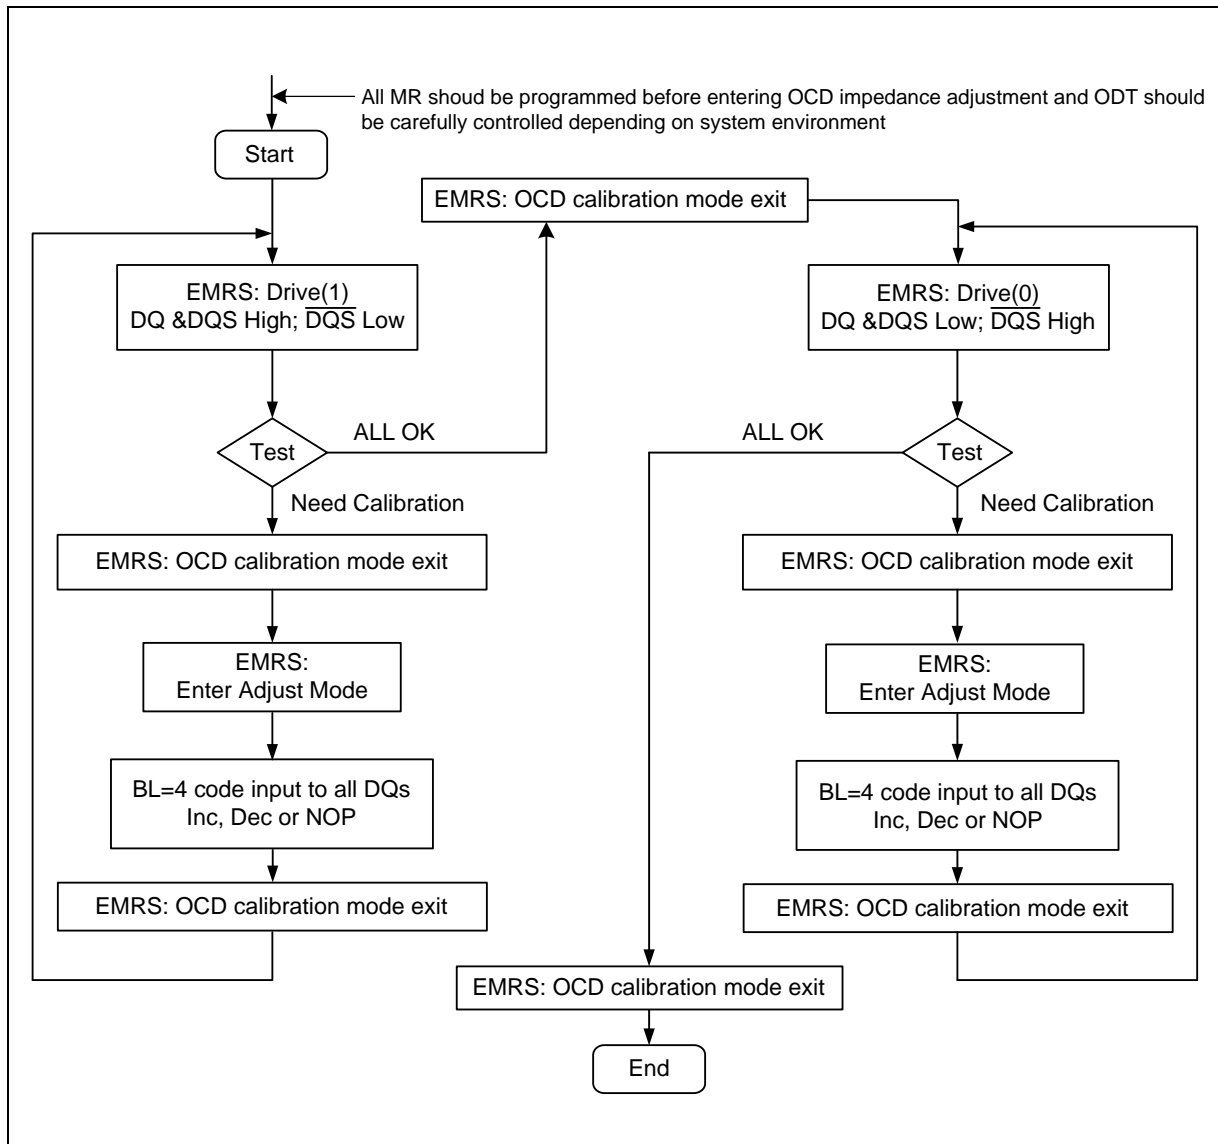 All MR shoud be programmed before entering OCD impedance adjustment and ODT should
be carefully controlled depending on system environment
Start
EMRS: OCD calibration mode exit
EMRS: Drive(1)
DQ &DQS High; D̅Q̅S̅ Low
Test
ALL OK
Need Calibration
EMRS: OCD calibration mode exit
EMRS:
Enter Adjust Mode
BL=4 code input to all DQs
Inc, Dec or NOP
EMRS: OCD calibration mode exit
EMRS: Drive(0)
DQ &DQS Low; D̅Q̅S̅ High
ALL OK
Test
Need Calibration
EMRS: OCD calibration mode exit
EMRS:
Enter Adjust Mode
BL=4 code input to all DQs
Inc, Dec or NOP
EMRS: OCD calibration mode exit
EMRS: OCD calibration mode exit
End